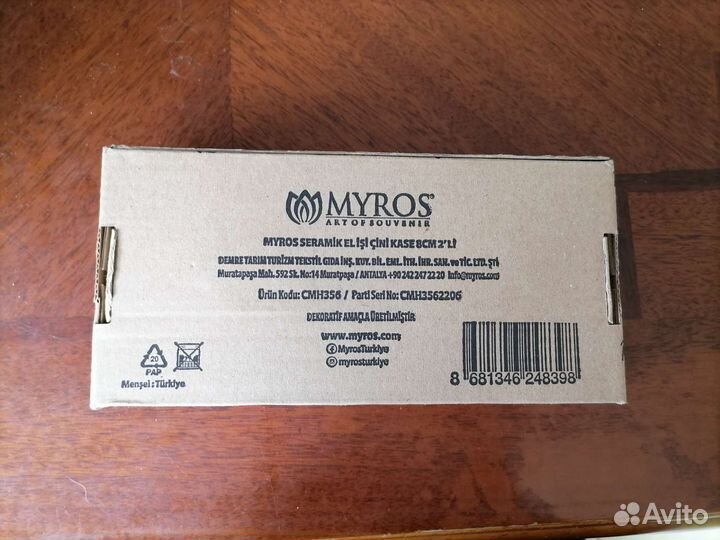 MYROS®
ART OF SOUVENIR
MYROS SERAMİK EL İŞİ ÇİNİ KASE 8CM 2'Lİ
DEMRE TARIM TURİZM TEKSTİL GIDA İNŞ. KUY. BİL. EML. İTH. İHR. SAN. ve TİC. LTD. ŞTİ
Muratapaşa Mah. 592 Sk. No:14 Muratpaşa / ANTALYA +90 242 247 22 20 info@myros.com
Ürün Kodu: CMH356 / Parti Seri No: CMH3562206
DEKORATİF AMAÇLA ÜRETİLMİŞTİR
www.myros.com
MyrosTurkiye
myrosturkiye
20
PAP
Menşei : Türkiye
8 681346 248398
Avito